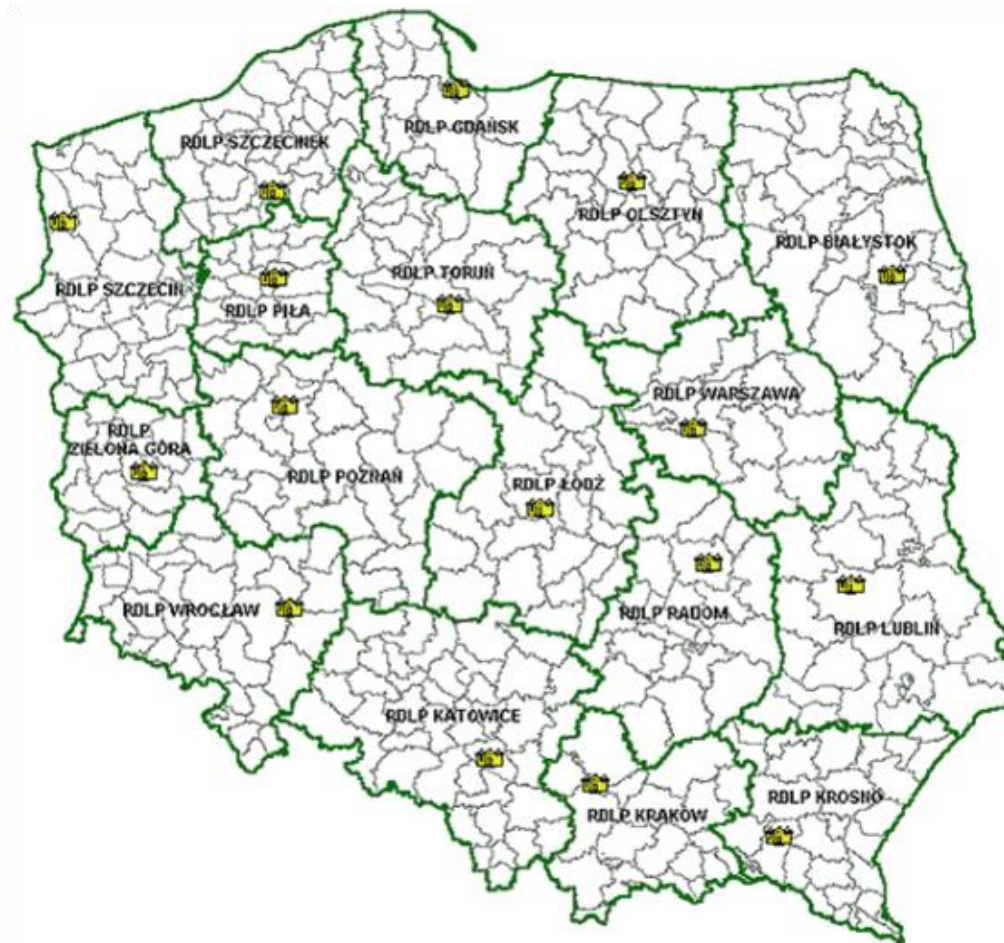 RDLP GDAŃSK
RDLP SZCZECINEK
RDLP OLSZTYN
RDLP BIAŁYSTOK
RDLP TORUŃ
RDLP SZCZECIN
RDLP PIŁA
RDLP WARSZAWA
RDLP
ZIELONA GÓRA
RDLP POZNAŃ
RDLP ŁÓDŹ
RDLP WROCŁAW
RDLP RADOM
RDLP LUBLIN
RDLP KATOWICE
RDLP KROSNO
RDLP KRAKÓW